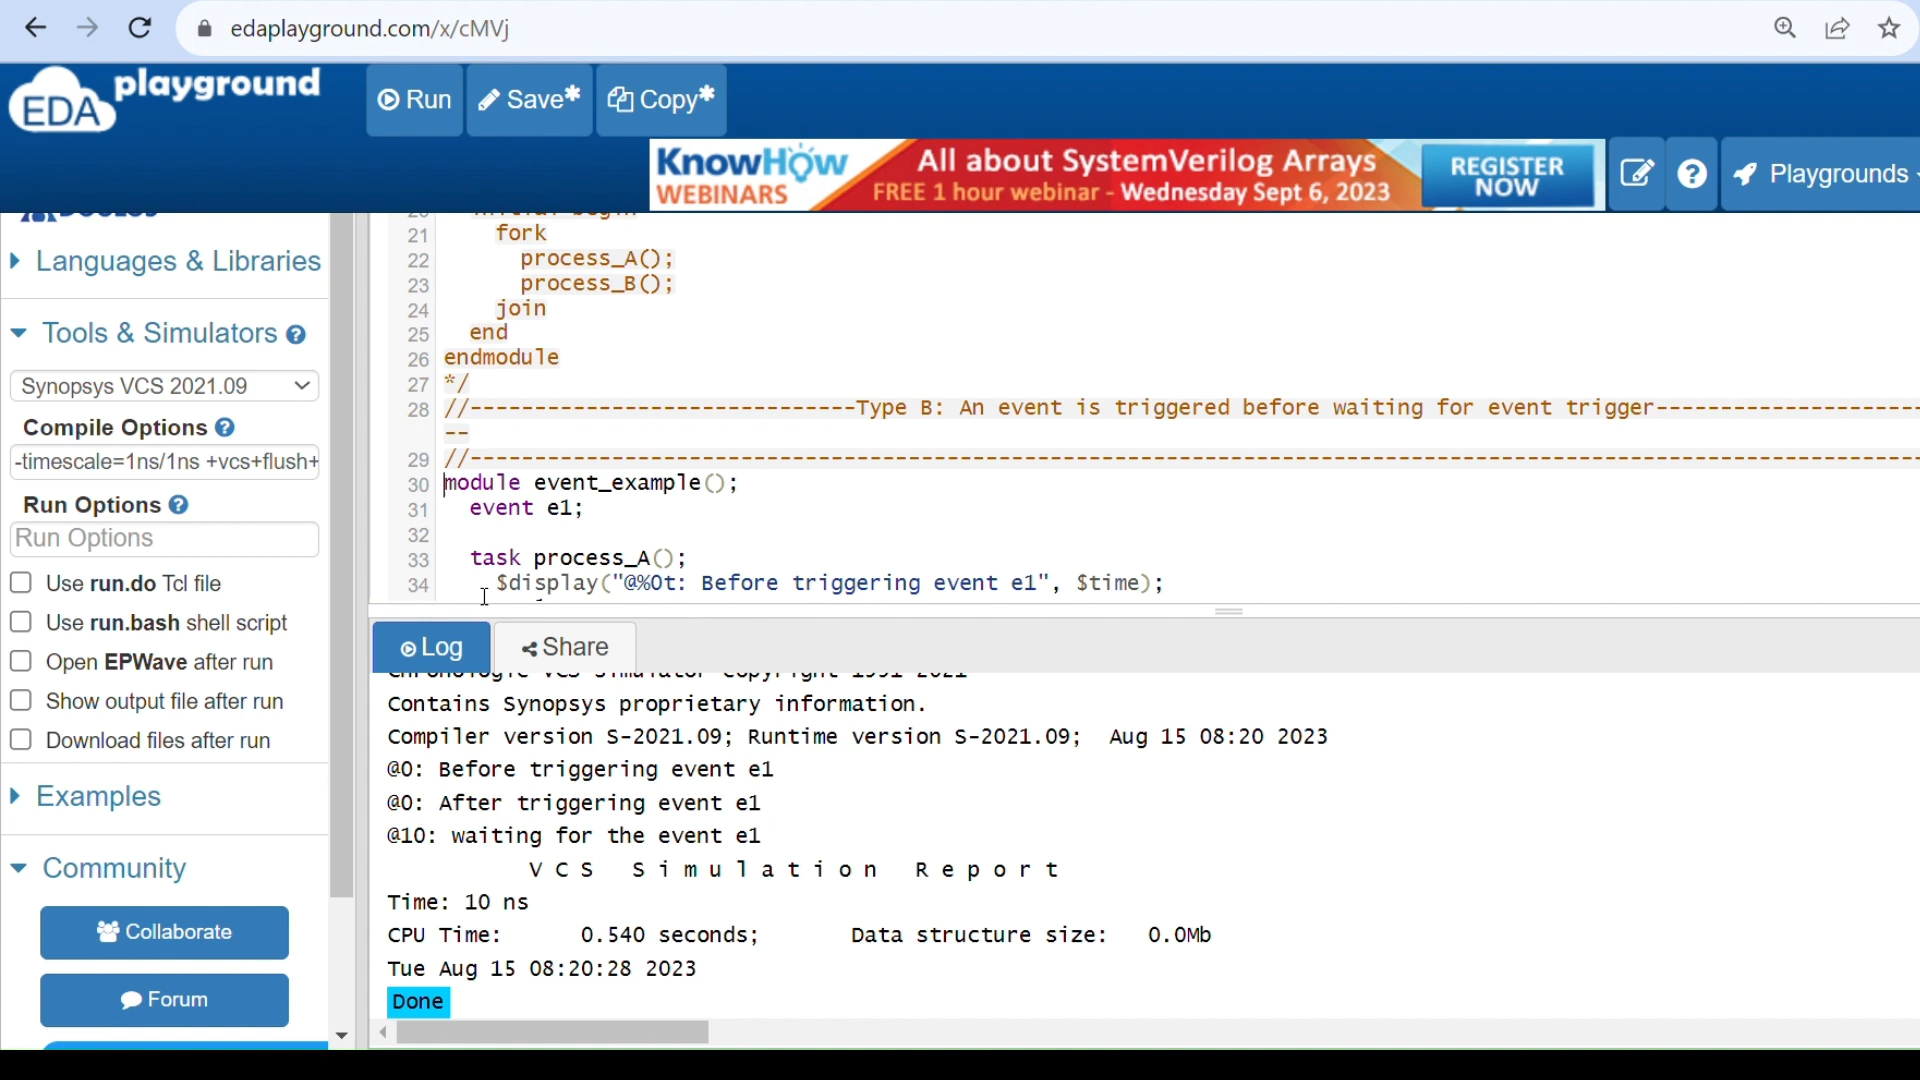 edaplayground.com/x/cMVj
EDA playground
Run
Save*
Copy*
KnowHow
WEBINARS
All about SystemVerilog Arrays
FREE 1 hour webinar - Wednesday Sept 6, 2023
REGISTER
NOW
Playgrounds
Languages & Libraries
Tools & Simulators
Synopsys VCS 2021.09
Compile Options
-timescale=1ns/1ns +vcs+flush+
Run Options
Run Options
Use run.do Tcl file
Use run.bash shell script
Open EPWave after run
Show output file after run
Download files after run
Examples
Community
Collaborate
Forum
21 fork
22 process_A();
23 process_B();
24 join
25 end
26 endmodule
27 */
28 //------------------------------Type B: An event is triggered before waiting for event trigger---------------------
--
29 //-----------------------------------------------------------------------------------------------------------------
30 module event_example();
31 event e1;
32
33 task process_A();
34 $display("@%0t: Before triggering event e1", $time);
Log
Share
Chronologic VCS simulator copyright 1991-2021
Contains Synopsys proprietary information.
Compiler version S-2021.09; Runtime version S-2021.09; Aug 15 08:20 2023
@0: Before triggering event e1
@0: After triggering event e1
@10: waiting for the event e1
V C S S i m u l a t i o n R e p o r t
Time: 10 ns
CPU Time: 0.540 seconds; Data structure size: 0.0Mb
Tue Aug 15 08:20:28 2023
Done